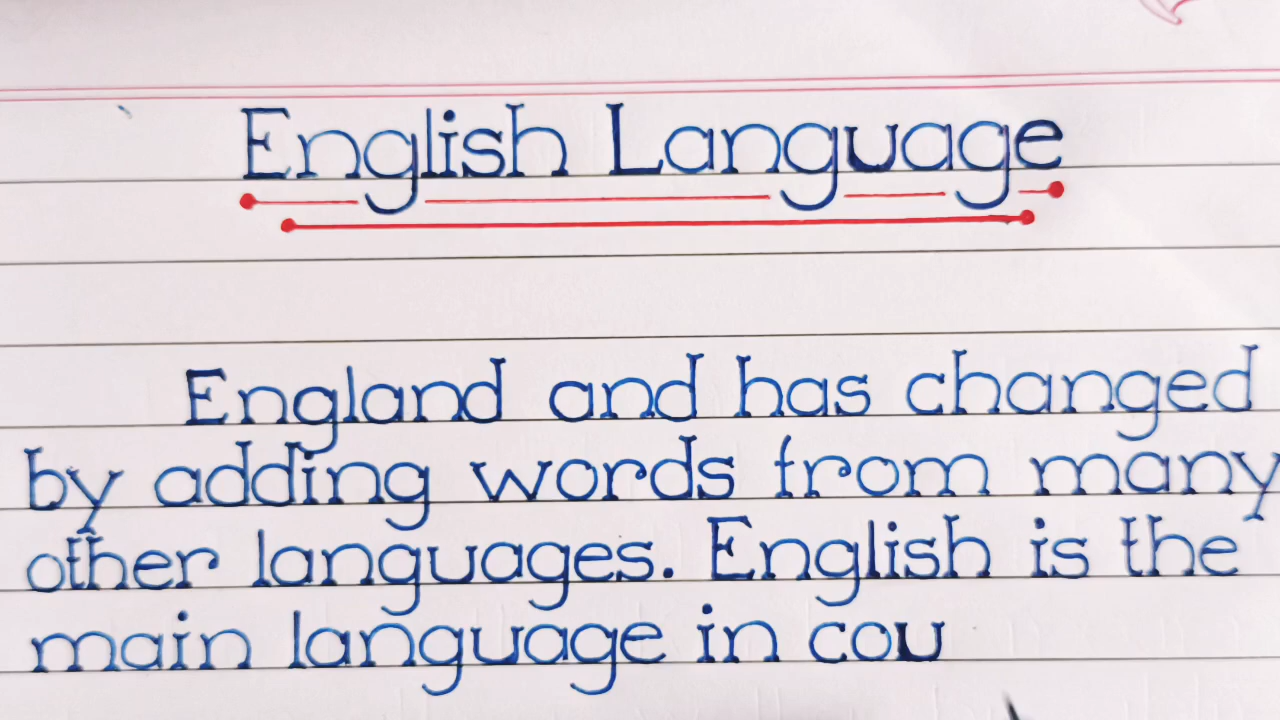 English Language
England and has changed
by adding words from many
other languages. English is the
main language in cou